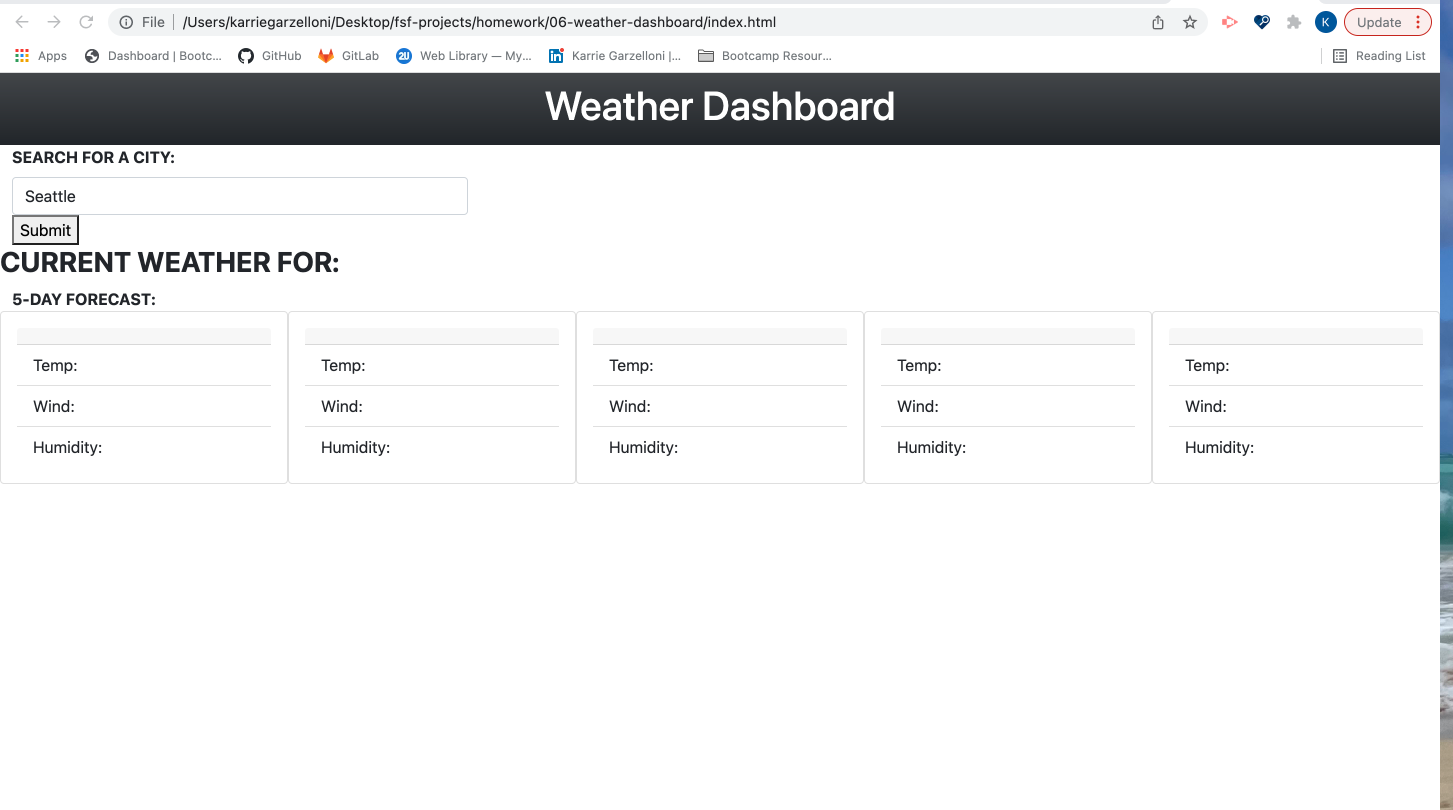 File /Users/karriegarzelloni/Desktop/fsf-projects/homework/06-weather-dashboard/index.html K Update
Apps Dashboard | Bootc... GitHub GitLab 2U Web Library — My... in Karrie Garzelloni |... Bootcamp Resour... Reading List
Weather Dashboard
SEARCH FOR A CITY:
Seattle
Submit
CURRENT WEATHER FOR:
5-DAY FORECAST:
Temp: Temp: Temp: Temp: Temp:
Wind: Wind: Wind: Wind: Wind:
Humidity: Humidity: Humidity: Humidity: Humidity: